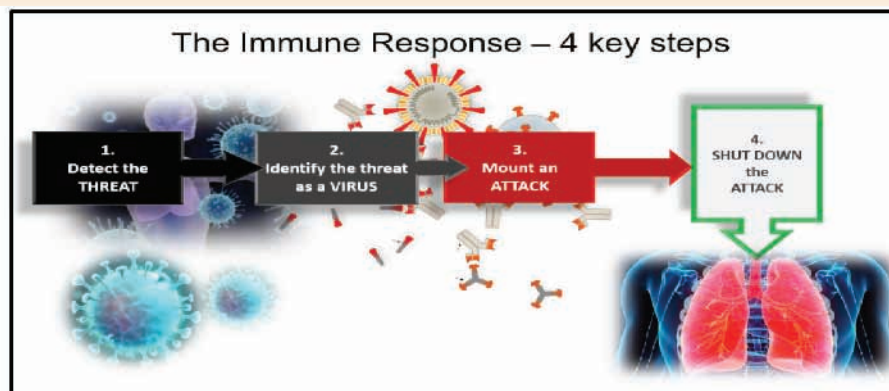 The Immune Response – 4 key steps
1.
Detect the
THREAT
2.
Identify the threat
as a VIRUS
3.
Mount an
ATTACK
4.
SHUT DOWN
the
ATTACK